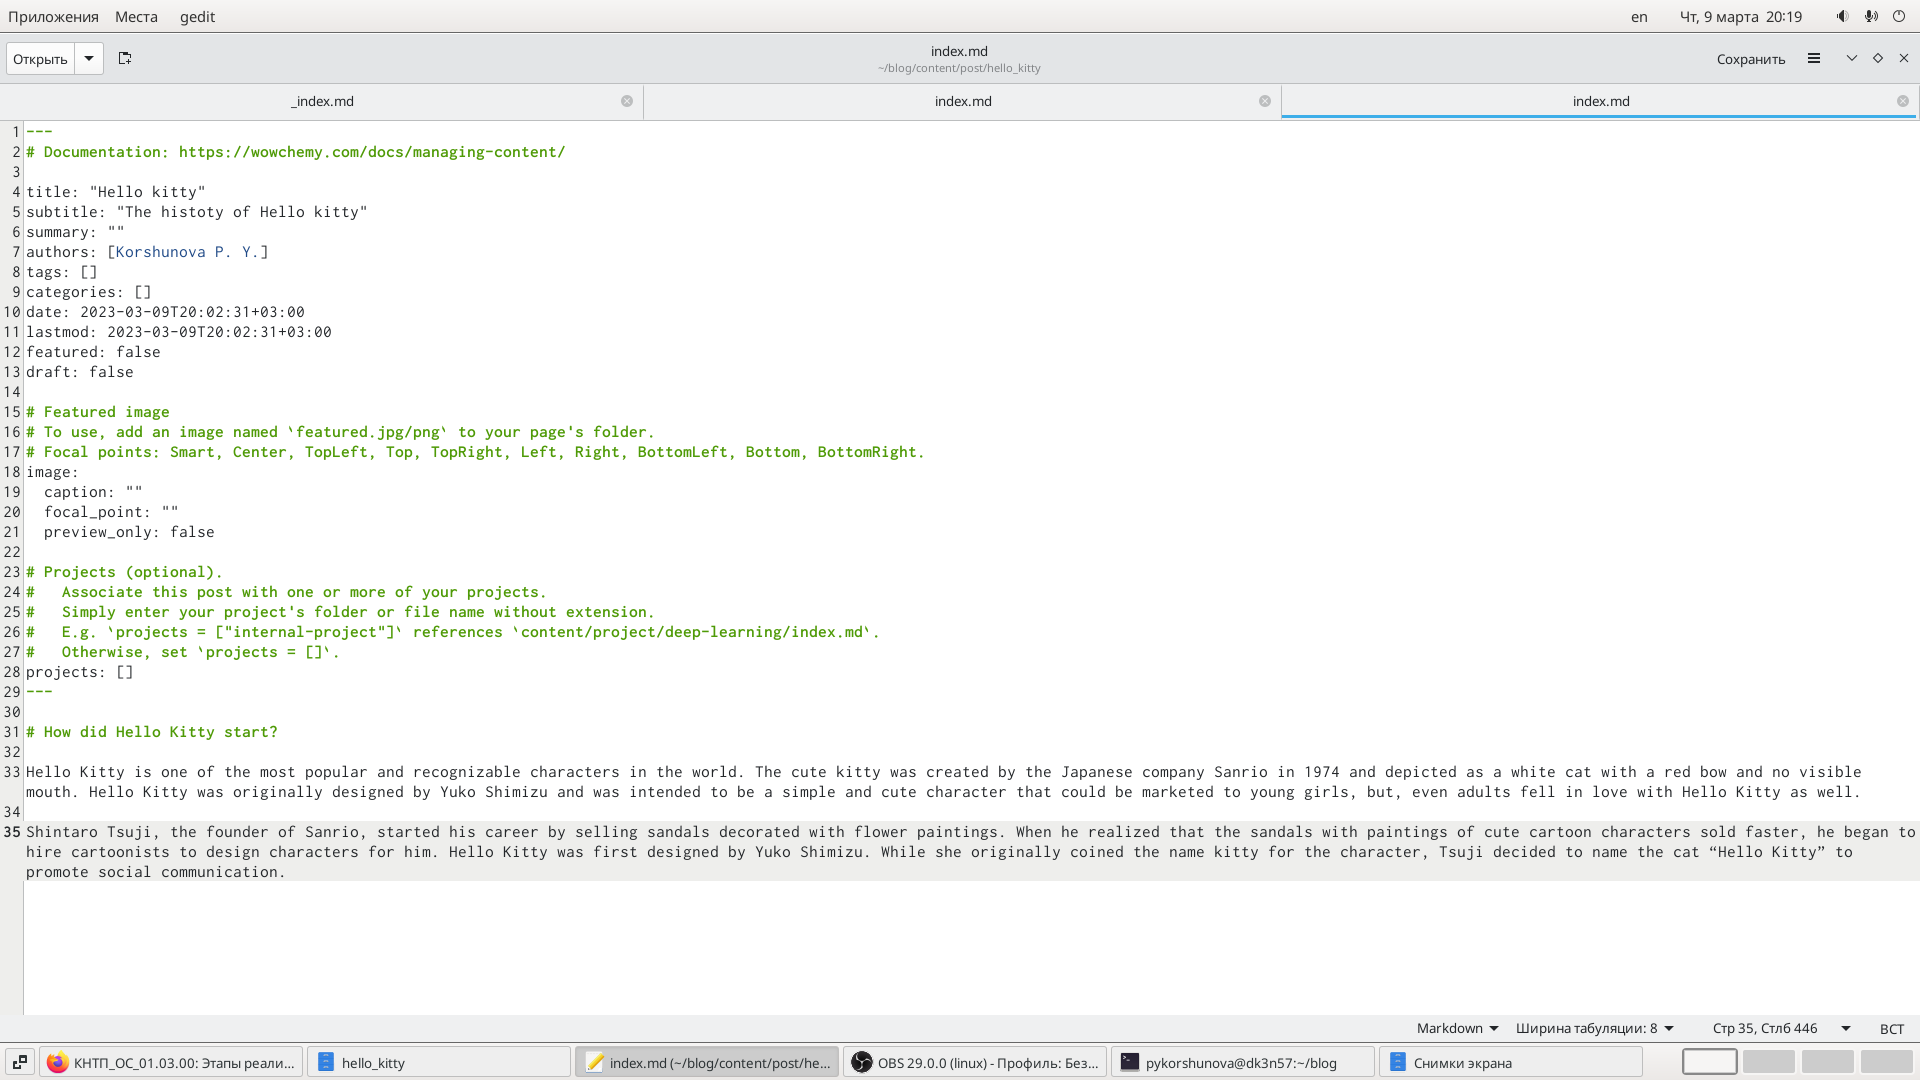 Приложения Места gedit en Чт, 9 марта 20:19
Открыть index.md Сохранить
~/blog/content/post/hello_kitty
_index.md index.md index.md
1 ---
2 # Documentation: https://wowchemy.com/docs/managing-content/
3
4 title: "Hello kitty"
5 subtitle: "The histoty of Hello kitty"
6 summary: ""
7 authors: [Korshunova P. Y.]
8 tags: []
9 categories: []
10 date: 2023-03-09T20:02:31+03:00
11 lastmod: 2023-03-09T20:02:31+03:00
12 featured: false
13 draft: false
14
15 # Featured image
16 # To use, add an image named `featured.jpg/png` to your page's folder.
17 # Focal points: Smart, Center, TopLeft, Top, TopRight, Left, Right, BottomLeft, Bottom, BottomRight.
18 image:
19   caption: ""
20   focal_point: ""
21   preview_only: false
22
23 # Projects (optional).
24 #   Associate this post with one or more of your projects.
25 #   Simply enter your project's folder or file name without extension.
26 #   E.g. `projects = ["internal-project"]` references `content/project/deep-learning/index.md`.
27 #   Otherwise, set `projects = []`.
28 projects: []
29 ---
30
31 # How did Hello Kitty start?
32
33 Hello Kitty is one of the most popular and recognizable characters in the world. The cute kitty was created by the Japanese company Sanrio in 1974 and depicted as a white cat with a red bow and no visible
mouth. Hello Kitty was originally designed by Yuko Shimizu and was intended to be a simple and cute character that could be marketed to young girls, but, even adults fell in love with Hello Kitty as well.
34
35 Shintaro Tsuji, the founder of Sanrio, started his career by selling sandals decorated with flower paintings. When he realized that the sandals with paintings of cute cartoon characters sold faster, he began to
hire cartoonists to design characters for him. Hello Kitty was first designed by Yuko Shimizu. While she originally coined the name kitty for the character, Tsuji decided to name the cat “Hello Kitty” to
promote social communication.
Markdown Ширина табуляции: 8 Стр 35, Стлб 446 ВСТ
КНТП_ОС_01.03.00: Этапы реали... hello_kitty index.md (~/blog/content/post/he... OBS 29.0.0 (linux) - Профиль: Без... pykorshunova@dk3n57:~/blog Снимки экрана